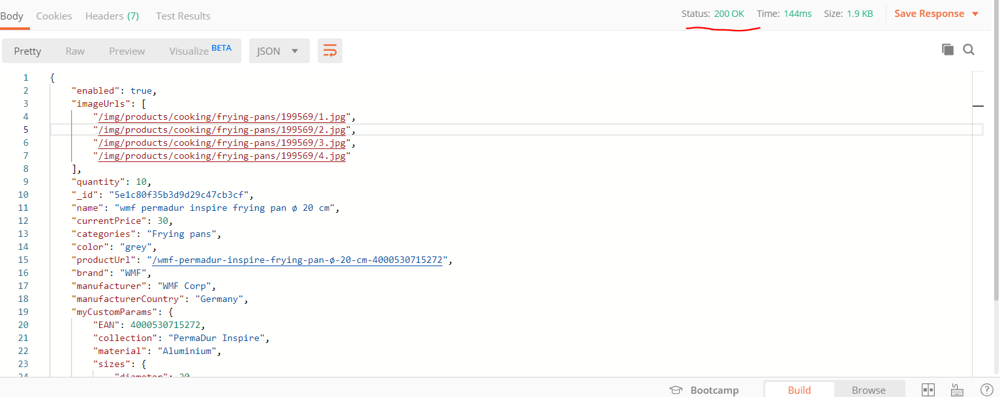 Body Cookies Headers (7) Test Results Status: 200 OK Time: 144ms Size: 1.9 KB Save Response
Pretty Raw Preview Visualize BETA JSON
1 {
2 "enabled": true,
3 "imageUrls": [
4 "/img/products/cooking/frying-pans/199569/1.jpg",
5 "/img/products/cooking/frying-pans/199569/2.jpg",
6 "/img/products/cooking/frying-pans/199569/3.jpg",
7 "/img/products/cooking/frying-pans/199569/4.jpg"
8 ],
9 "quantity": 10,
10 "_id": "5e1c80f35b3d9d29c47cb3cf",
11 "name": "wmf permadur inspire frying pan ø 20 cm",
12 "currentPrice": 30,
13 "categories": "Frying pans",
14 "color": "grey",
15 "productUrl": "/wmf-permadur-inspire-frying-pan-ø-20-cm-4000530715272",
16 "brand": "WMF",
17 "manufacturer": "WMF Corp",
18 "manufacturerCountry": "Germany",
19 "myCustomParams": {
20 "EAN": 4000530715272,
21 "collection": "PermaDur Inspire",
22 "material": "Aluminium",
23 "sizes": {
24 "diameter": 20
Bootcamp Build Browse